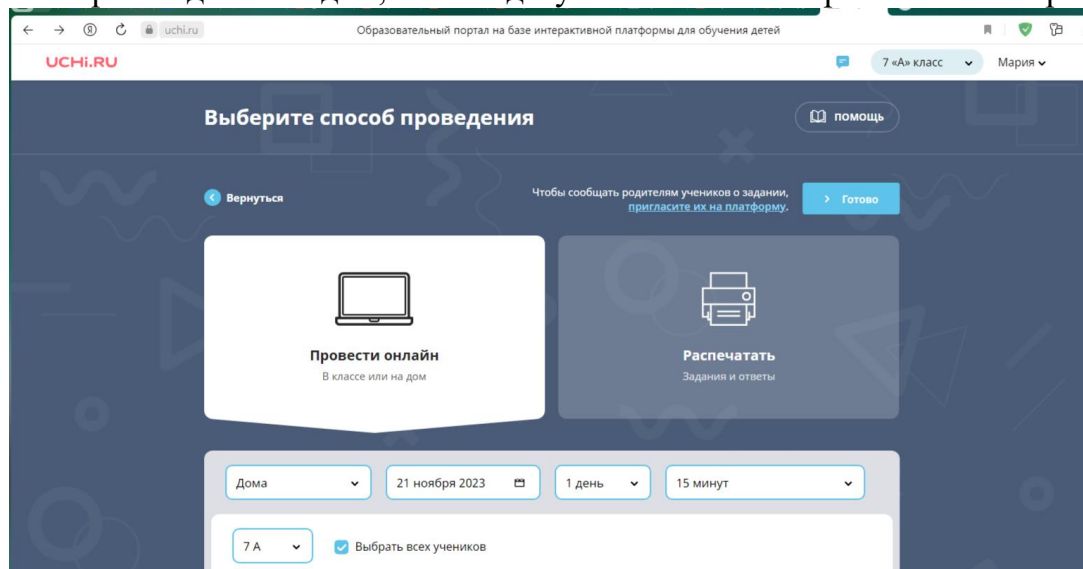 uchi.ru
Образовательный портал на базе интерактивной платформы для обучения детей
UCHi.RU
7 «А» класс
Мария
Выберите способ проведения
помощь
Вернуться
Чтобы сообщать родителям учеников о задании,
пригласите их на платформу.
Готово
Провести онлайн
В классе или на дом
Распечатать
Задания и ответы
Дома
21 ноября 2023
1 день
15 минут
7 А
Выбрать всех учеников